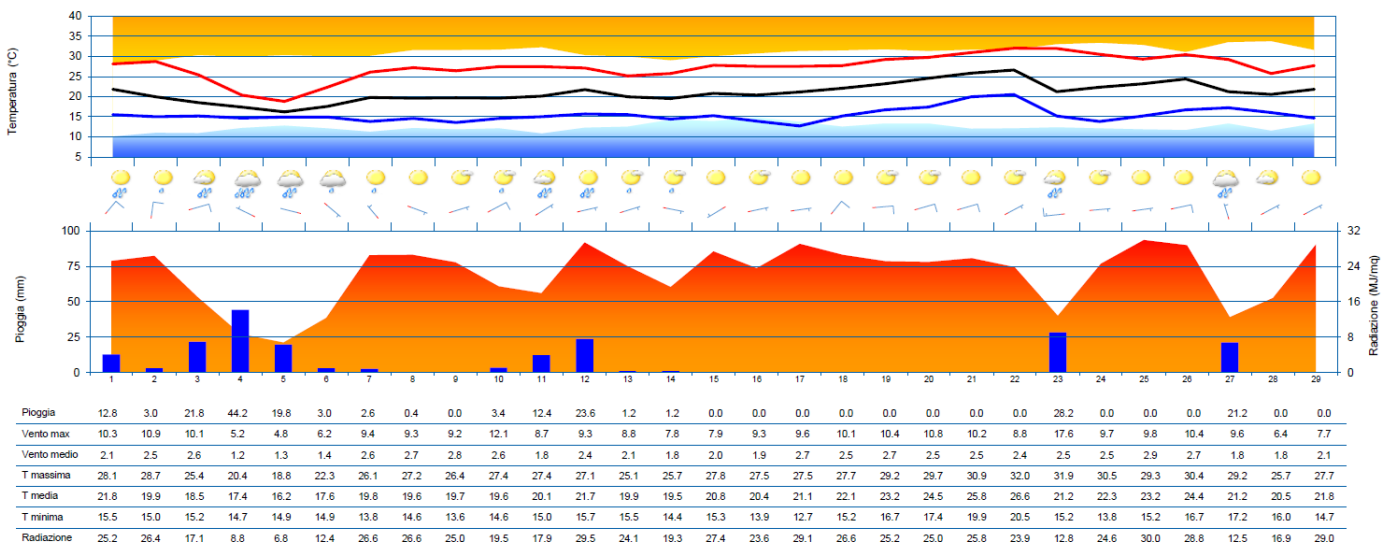 Temperatura (°C)
40
35
30
25
20
15
10
5
Pioggia (mm)
100
75
50
25
0
Radiazione (MJ/mq)
32
24
16
8
0
1 2 3 4 5 6 7 8 9 10 11 12 13 14 15 16 17 18 19 20 21 22 23 24 25 26 27 28 29
Pioggia 12.8 3.0 21.8 44.2 19.8 3.0 2.6 0.4 0.0 3.4 12.4 23.6 1.2 1.2 0.0 0.0 0.0 0.0 0.0 0.0 0.0 0.0 28.2 0.0 0.0 0.0 21.2 0.0 0.0
Vento max 10.3 10.9 10.1 5.2 4.8 6.2 9.4 9.3 9.2 12.1 8.7 9.3 8.8 7.8 7.9 9.3 9.6 10.1 10.4 10.8 10.2 8.8 17.6 9.7 9.8 10.4 9.6 6.4 7.7
Vento medio 2.1 2.5 2.6 1.2 1.3 1.4 2.6 2.7 2.8 2.6 1.8 2.4 2.1 1.8 2.0 1.9 2.7 2.5 2.7 2.5 2.5 2.4 2.5 2.5 2.9 2.7 1.8 1.8 2.1
T massima 28.1 28.7 25.4 20.4 18.8 22.3 26.1 27.2 26.4 27.4 27.4 27.1 25.1 25.7 27.8 27.5 27.5 27.7 29.2 29.7 30.9 32.0 31.9 30.5 29.3 30.4 29.2 25.7 27.7
T media 21.8 19.9 18.5 17.4 16.2 17.6 19.8 19.6 19.7 19.6 20.1 21.7 19.9 19.5 20.8 20.4 21.1 22.1 23.2 24.5 25.8 26.6 21.2 22.3 23.2 24.4 21.2 20.5 21.8
T minima 15.5 15.0 15.2 14.7 14.9 14.9 13.8 14.6 13.6 14.6 15.0 15.7 15.5 14.4 15.3 13.9 12.7 15.2 16.7 17.4 19.9 20.5 15.2 13.8 15.2 16.7 17.2 16.0 14.7
Radiazione 25.2 26.4 17.1 8.8 6.8 12.4 26.6 26.6 25.0 19.5 17.9 29.5 24.1 19.3 27.4 23.6 29.1 26.6 25.2 25.0 25.8 23.9 12.8 24.6 30.0 28.8 12.5 16.9 29.0